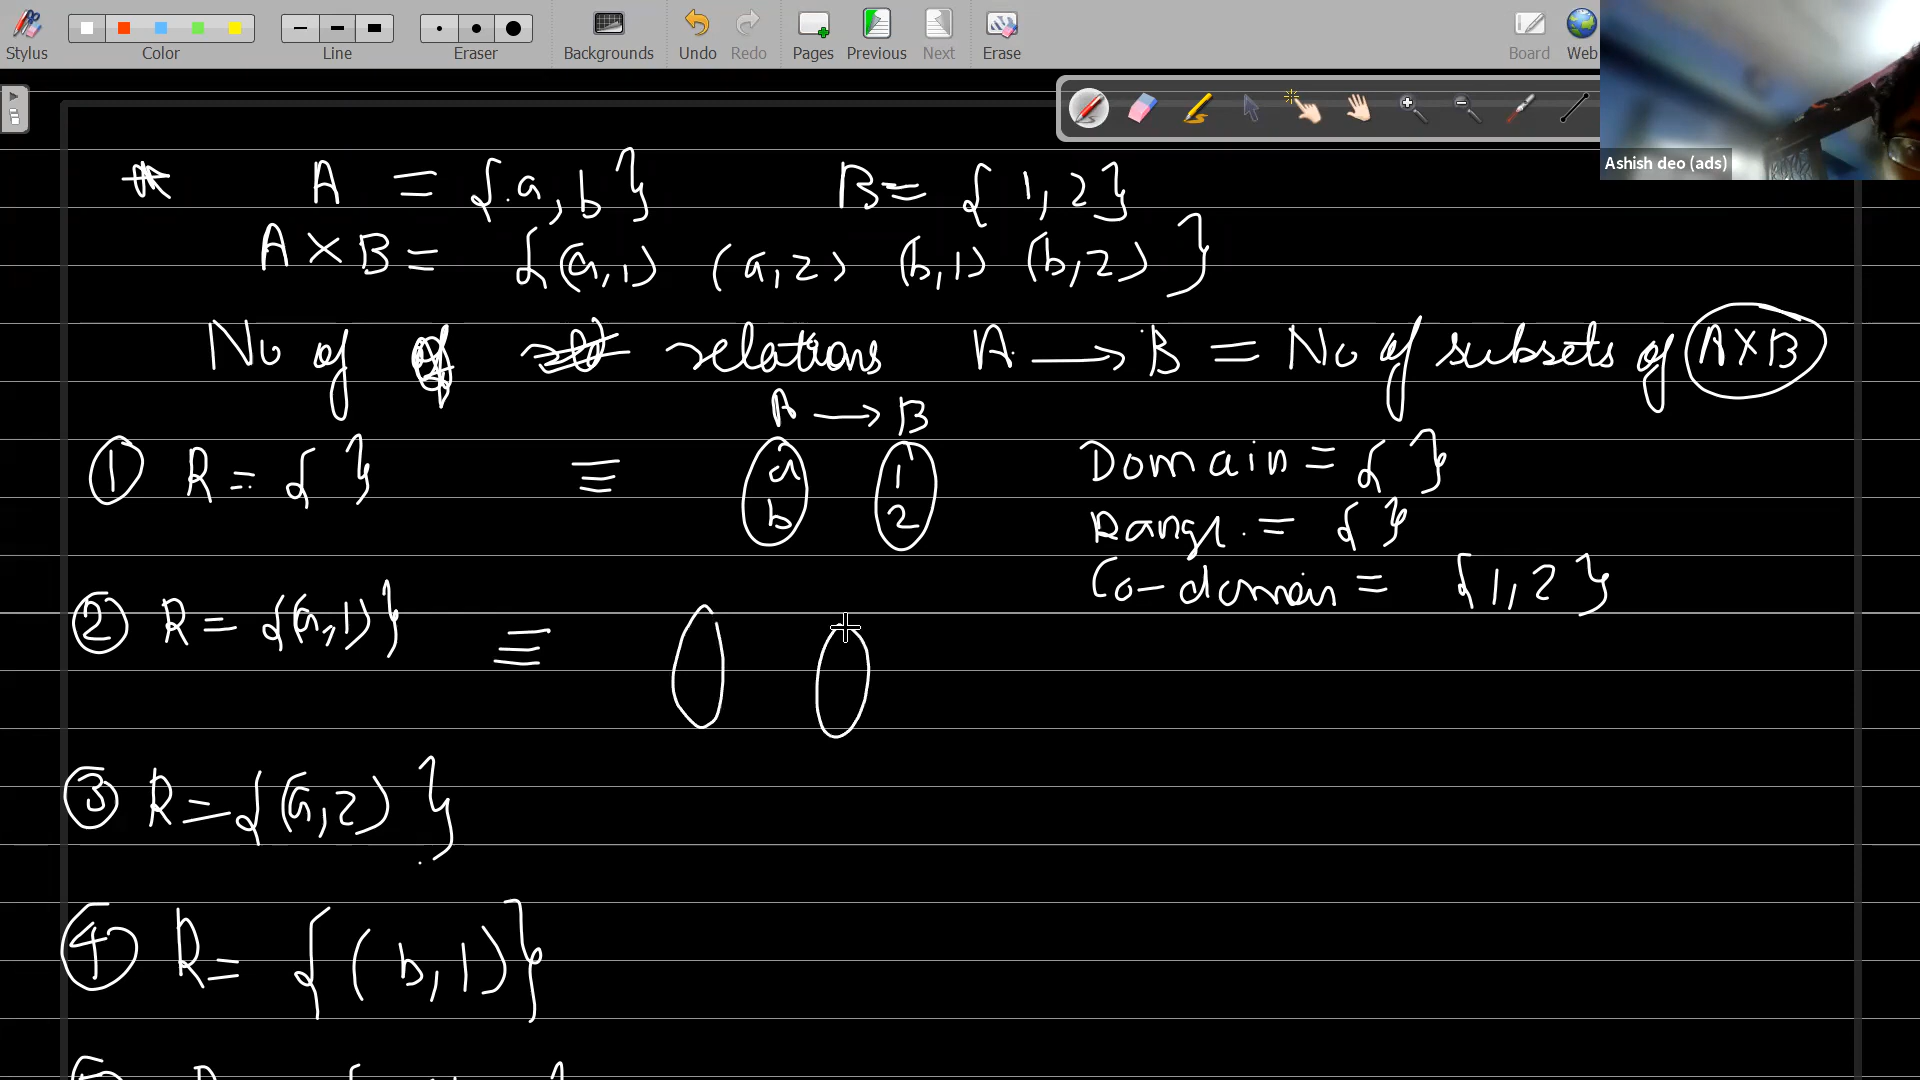 Stylus Color Line Eraser Backgrounds Undo Redo Pages Previous Next Erase Board Web
Ashish deo (ads)
A = {a, b} B = { 1, 2}
A × B = {(a, 1) (a, 2) (b, 1) (b, 2) }
No of relations A → B = No of subsets of A×B
A → B
① R = { } ≡ a 1 Domain = { }
b 2 Range = { }
Co-domain = {1, 2}
② R = {(a, 1)} ≡
③ R = {(a, 2) }
④ R = { (b, 1)}